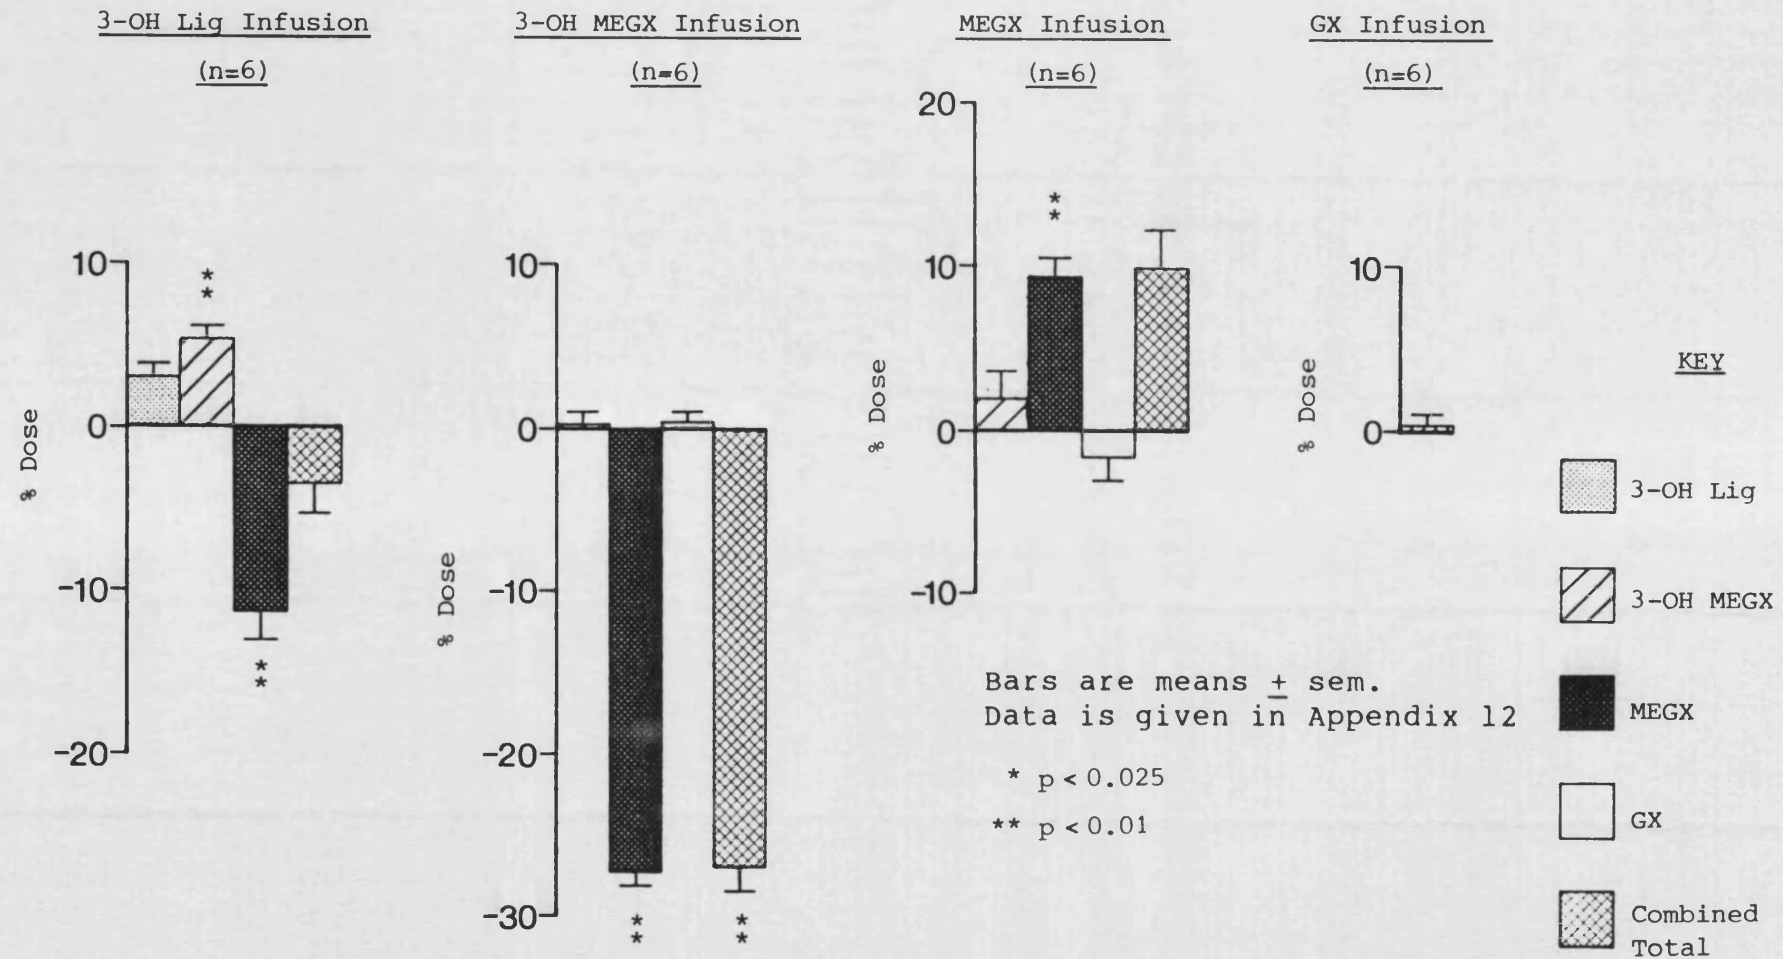 3-OH Lig Infusion
(n=6)
% Dose
10
0
-10
-20
**
**
3-OH MEGX Infusion
(n=6)
% Dose
10
0
-10
-20
-30
**
**
MEGX Infusion
(n=6)
% Dose
20
10
0
-10
**
GX Infusion
(n=6)
% Dose
10
0
Bars are means ± sem.
Data is given in Appendix 12
* p < 0.025
** p < 0.01
KEY
3-OH Lig
3-OH MEGX
MEGX
GX
Combined
Total